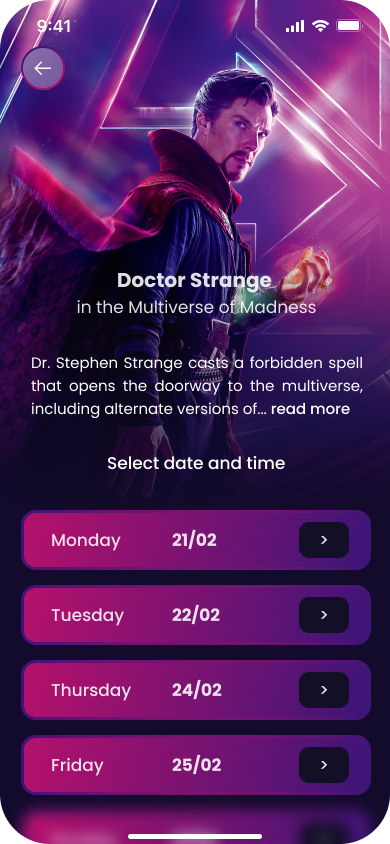 9:41
Doctor Strange
in the Multiverse of Madness
Dr. Stephen Strange casts a forbidden spell
that opens the doorway to the multiverse,
including alternate versions of... read more
Select date and time
Monday 21/02 >
Tuesday 22/02 >
Thursday 24/02 >
Friday 25/02 >